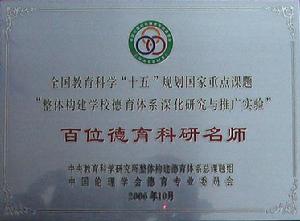 全国教育科学“十五”规划国家重点课题
“整体构建学校德育体系深化研究与推广实验”
百位德育科研名师
中央教育科学研究所整体构建德育体系总课题组
中国伦理学会德育专业委员会
2006年10月